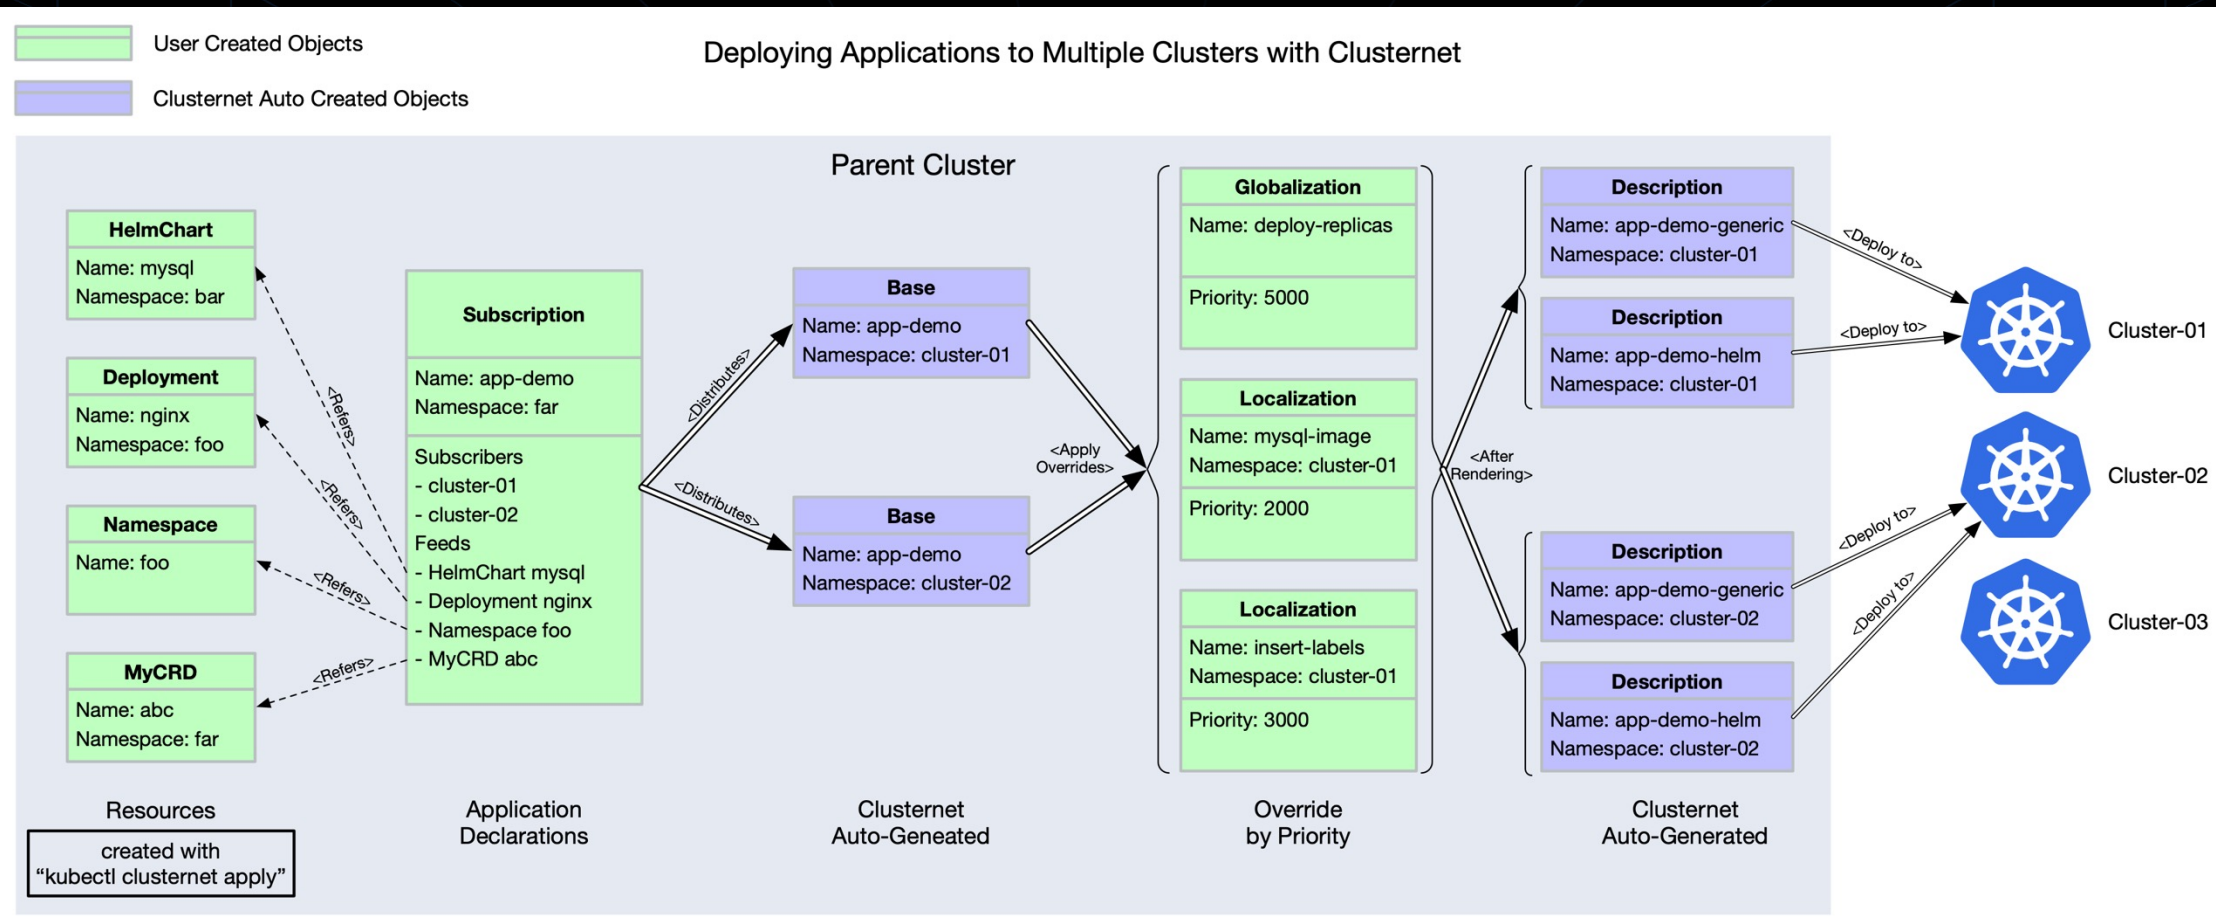 User Created Objects
Clusternet Auto Created Objects
Deploying Applications to Multiple Clusters with Clusternet
Parent Cluster
HelmChart
Name: mysql
Namespace: bar
Deployment
Name: nginx
Namespace: foo
Namespace
Name: foo
MyCRD
Name: abc
Namespace: far
Resources
created with
“kubectl clusternet apply”
<Refers>
<Refers>
<Refers>
<Refers>
Subscription
Name: app-demo
Namespace: far
Subscribers
- cluster-01
- cluster-02
Feeds
- HelmChart mysql
- Deployment nginx
- Namespace foo
- MyCRD abc
Application
Declarations
<Distributes>
<Distributes>
Base
Name: app-demo
Namespace: cluster-01
Base
Name: app-demo
Namespace: cluster-02
Clusternet
Auto-Geneated
<Apply
Overrides>
Globalization
Name: deploy-replicas
Priority: 5000
Localization
Name: mysql-image
Namespace: cluster-01
Priority: 2000
Localization
Name: insert-labels
Namespace: cluster-01
Priority: 3000
Override
by Priority
<After
Rendering>
Description
Name: app-demo-generic
Namespace: cluster-01
Description
Name: app-demo-helm
Namespace: cluster-01
Description
Name: app-demo-generic
Namespace: cluster-02
Description
Name: app-demo-helm
Namespace: cluster-02
Clusternet
Auto-Generated
<Deploy to>
<Deploy to>
<Deploy to>
<Deploy to>
Cluster-01
Cluster-02
Cluster-03